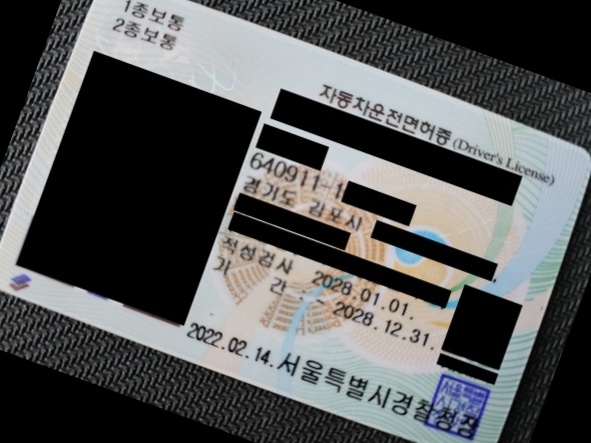 1종보통
2종보통
자동차운전면허증 (Driver's License)
640911-1
경기도 김포시
적성검사 2028.01.01.
기 간 : 2028.12.31.
2022.02.14. 서울특별시경찰청장